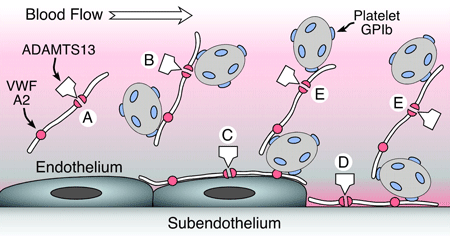 Blood Flow
Platelet
GPIb
ADAMTS13
B
VWF
A2
A
E
E
C
Endothelium
D
Subendothelium